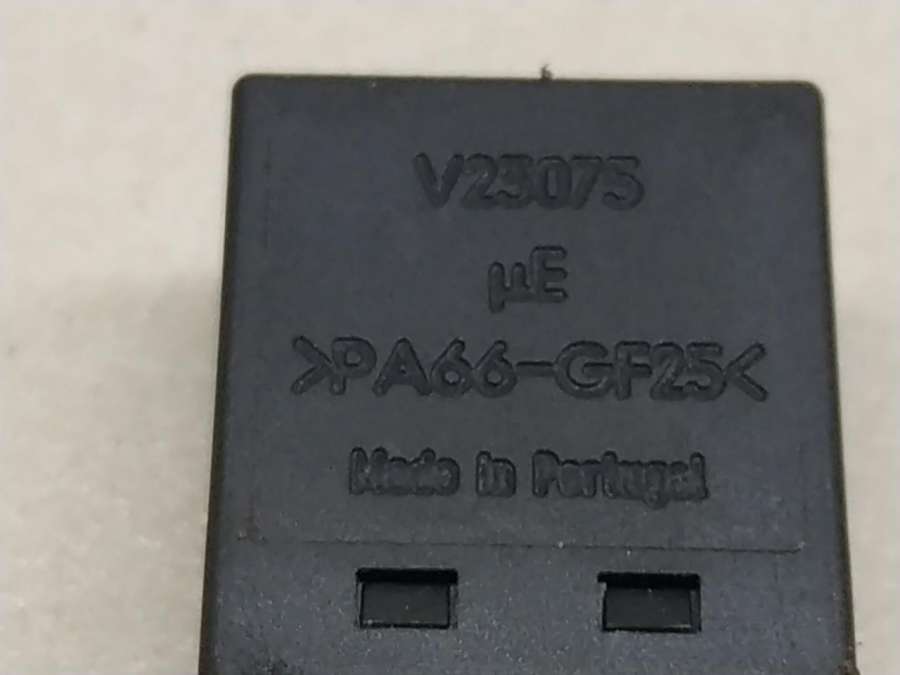 V23075
µE
>PA66-GF25<
Made in Portugal